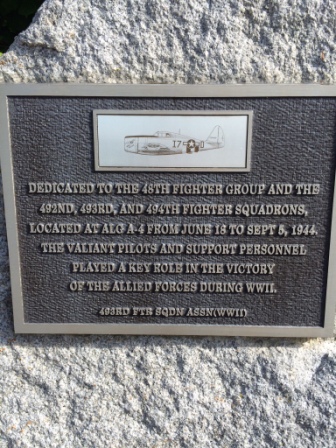 DEDICATED TO THE 48TH FIGHTER GROUP AND THE
492ND, 493RD, AND 494TH FIGHTER SQUADRONS,
LOCATED AT ALG A-4 FROM JUNE 18 TO SEPT 5, 1944.
THE VALIANT PILOTS AND SUPPORT PERSONNEL
PLAYED A KEY ROLE IN THE VICTORY
OF THE ALLIED FORCES DURING WWII.
493RD FTR SQDN ASSN(WWII)